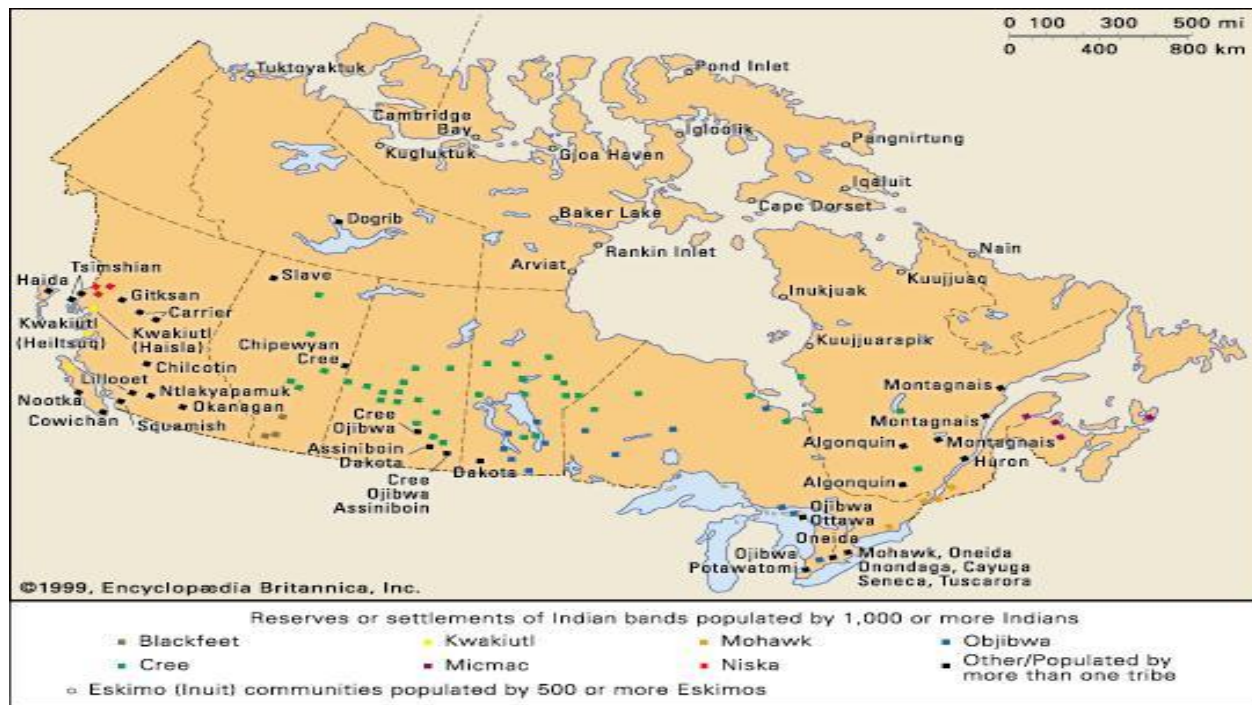 0 100 300 500 mi
0 400 800 km
Tuktoyaktuk
Pond Inlet
Cambridge
Bay
Igloolik
Pangnirtung
Kugluktuk
Gjoa Haven
Iqaluit
Cape Dorset
Dogrib
Baker Lake
Rankin Inlet
Nain
Arviat
Kuujjuaq
Tsimshian
Slave
Haida
Gitksan
Inukjuak
Carrier
Kwakiutl
(Heiltsuq)
Kwakiutl
(Haisla)
Chipewyan
Cree
Kuujjuarapik
Chilcotin
Lillooet
Ntlakyapamuk
Montagnais
Nootka
Okanagan
Cowichan
Squamish
Cree
Ojibwa
Montagnais
Algonquin
Montagnais
Assiniboin
Dakota
Huron
Dakota
Cree
Ojibwa
Assiniboin
Algonquin
Ojibwa
Ottawa
Oneida
Ojibwa
Potawatomi
Mohawk, Oneida
Onondaga, Cayuga
Seneca, Tuscarora
©1999, Encyclopædia Britannica, Inc.
Reserves or settlements of Indian bands populated by 1,000 or more Indians
Blackfeet Kwakiutl Mohawk Objibwa
Cree Micmac Niska Other/Populated by
more than one tribe
Eskimo (Inuit) communities populated by 500 or more Eskimos